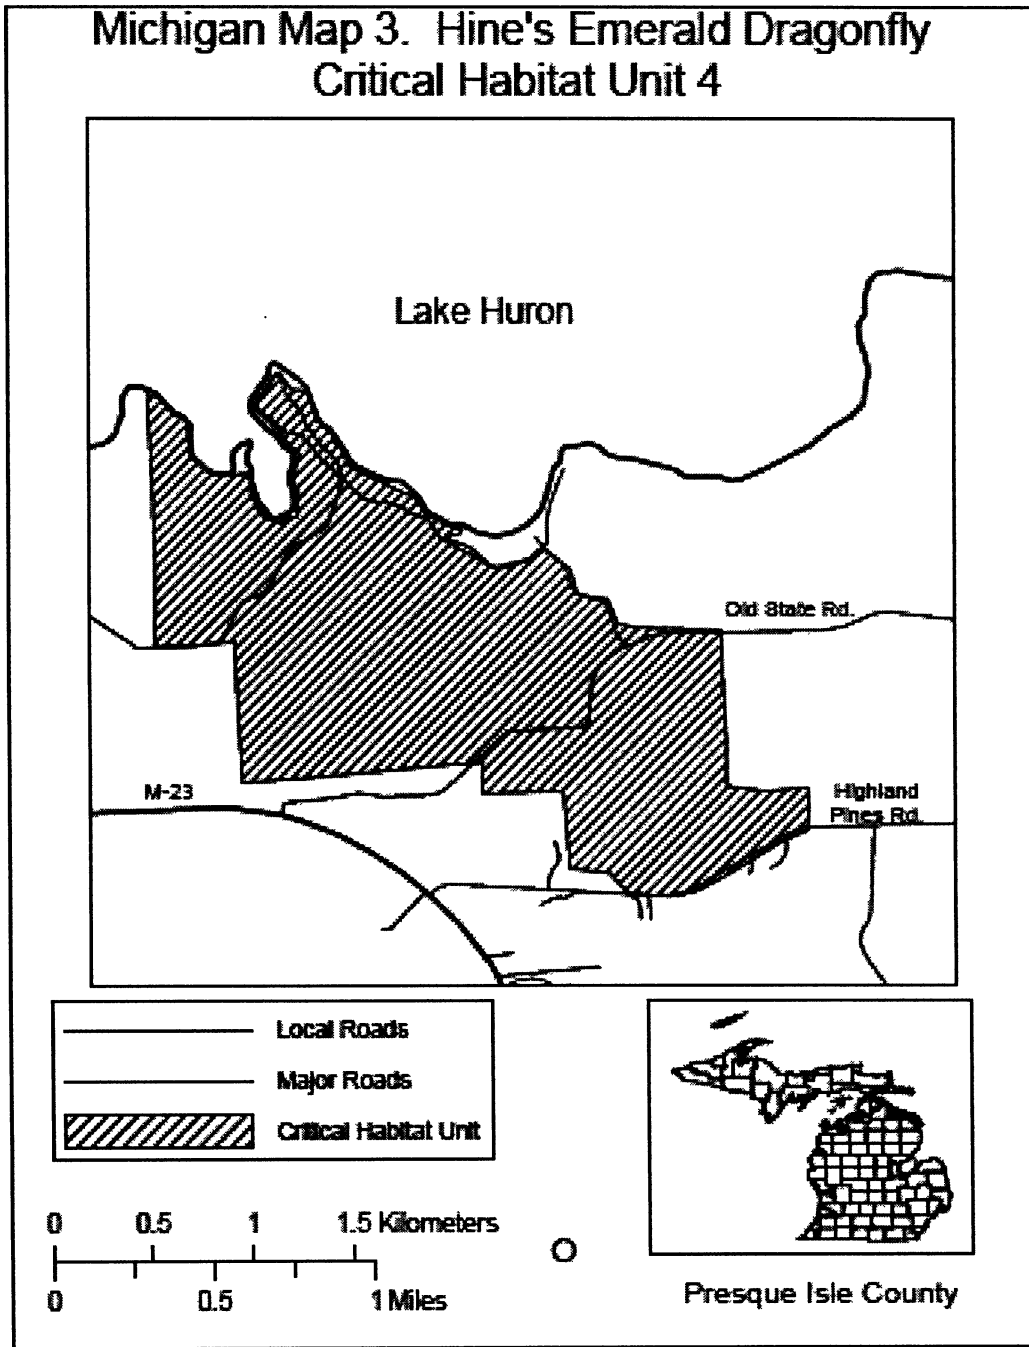 Michigan Map 3. Hine's Emerald Dragonfly
Critical Habitat Unit 4
Lake Huron
Old State Rd.
M-23
Highland
Pines Rd.
Local Roads
Major Roads
Critical Habitat Unit
0 0.5 1 1.5 Kilometers
0 0.5 1 Miles
Presque Isle County